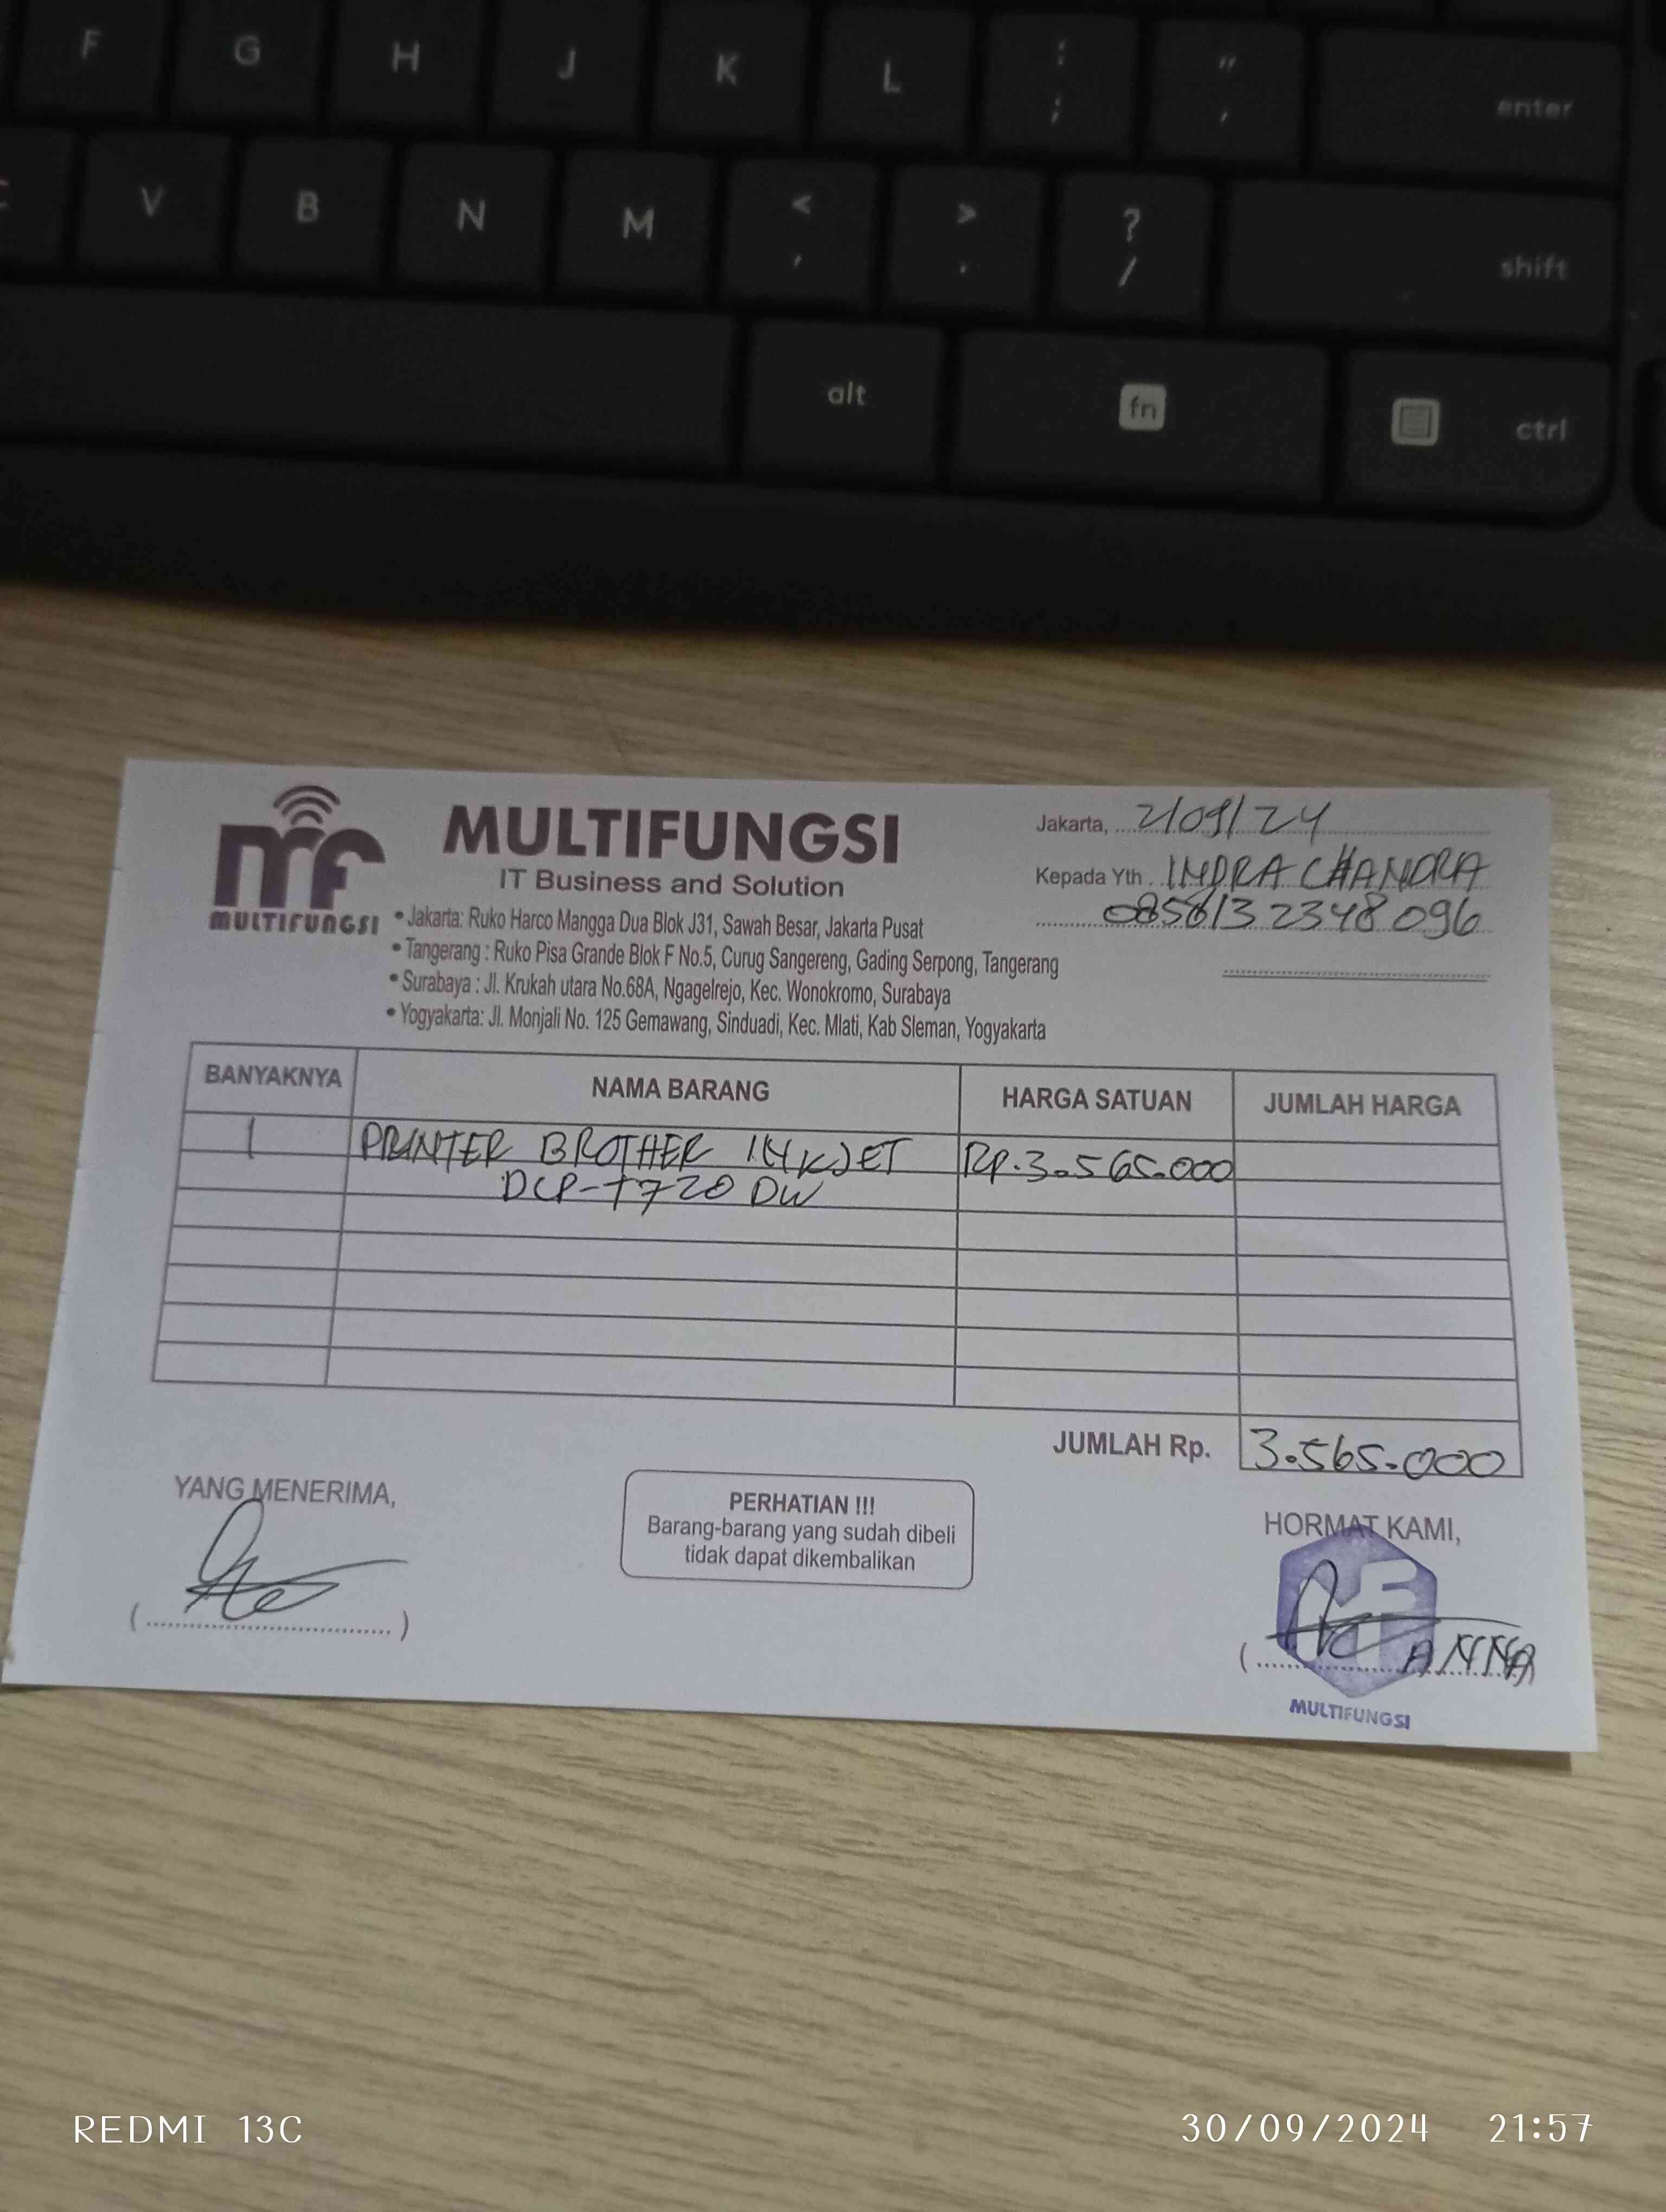 F G H J K L : ; " ' enter
V B N M < , > . ? / shift
alt fn ctrl
mf
MULTIFUNGSI
MULTIFUNGSI
IT Business and Solution
• Jakarta: Ruko Harco Mangga Dua Blok J31, Sawah Besar, Jakarta Pusat
• Tangerang : Ruko Pisa Grande Blok F No.5, Curug Sangereng, Gading Serpong, Tangerang
• Surabaya : Jl. Krukah utara No.68A, Ngagelrejo, Kec. Wonokromo, Surabaya
• Yogyakarta: Jl. Monjali No. 125 Gemawang, Sinduadi, Kec. Mlati, Kab Sleman, Yogyakarta
Jakarta, 2/09/24
Kepada Yth. INDRA CHANDRA
BANYAKNYA NAMA BARANG HARGA SATUAN JUMLAH HARGA
1 PRINTER BROTHER INKJET Rp.3.565.000
DCP-T720 DW
JUMLAH Rp. 3.565.000
YANG MENERIMA,
PERHATIAN !!!
Barang-barang yang sudah dibeli
tidak dapat dikembalikan
HORMAT KAMI,
ANNA
MULTIFUNGSI
REDMI 13C
30/09/2024 21:57